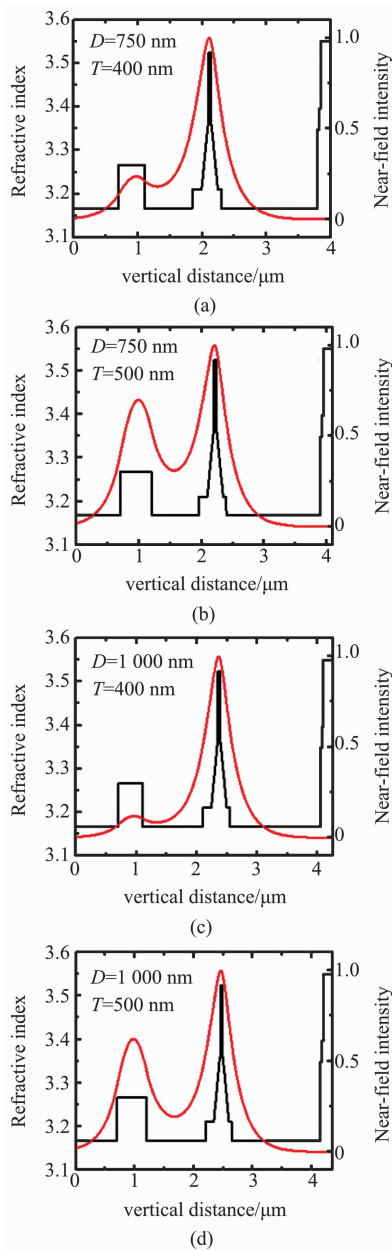 3.6
3.5
3.4
3.3
3.2
3.1
Refractive index
D=750 nm
T=400 nm
1.0
0.5
0
Near-field intensity
0 1 2 3 4
vertical distance/μm
(a)
3.6
3.5
3.4
3.3
3.2
3.1
Refractive index
D=750 nm
T=500 nm
1.0
0.5
0
Near-field intensity
0 1 2 3 4
vertical distance/μm
(b)
3.6
3.5
3.4
3.3
3.2
3.1
Refractive index
D=1 000 nm
T=400 nm
1.0
0.5
0
Near-field intensity
0 1 2 3 4
vertical distance/μm
(c)
3.6
3.5
3.4
3.3
3.2
3.1
Refractive index
D=1 000 nm
T=500 nm
1.0
0.5
0
Near-field intensity
0 1 2 3 4
vertical distance/μm
(d)